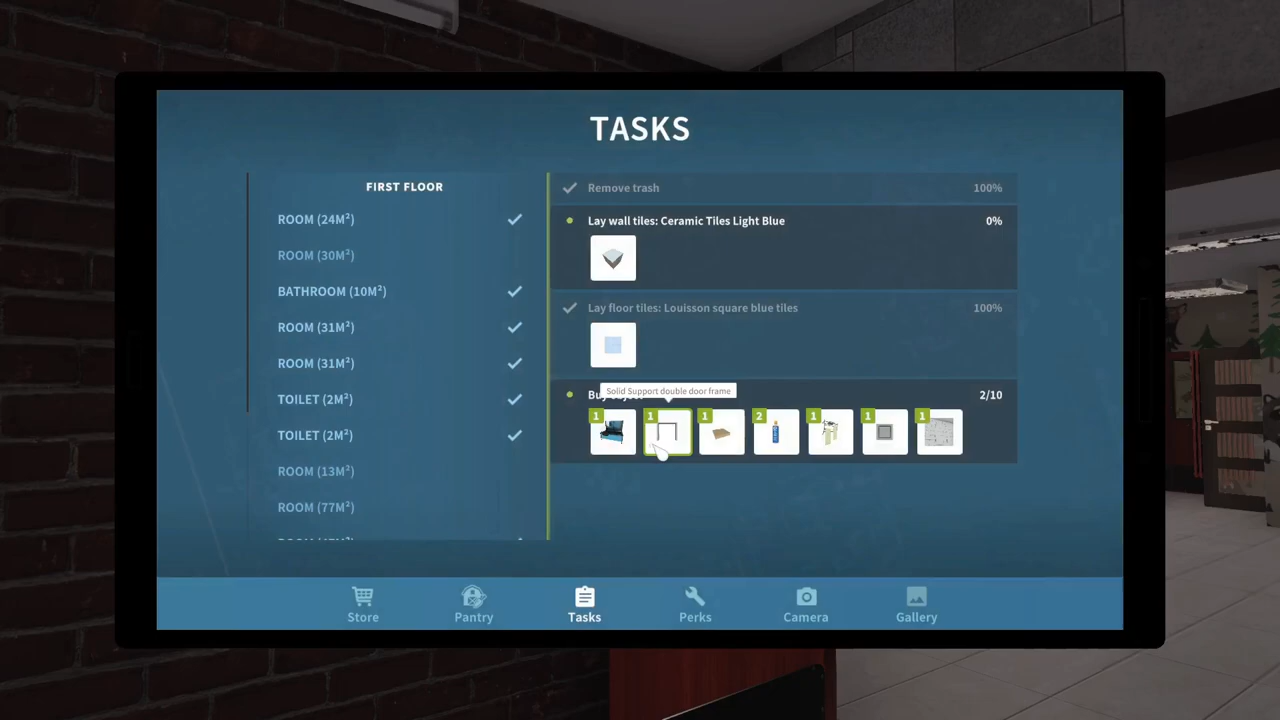 TASKS
FIRST FLOOR
ROOM (24M²)
ROOM (30M²)
BATHROOM (10M²)
ROOM (31M²)
ROOM (31M²)
TOILET (2M²)
TOILET (2M²)
ROOM (13M²)
ROOM (77M²)
Remove trash 100%
Lay wall tiles: Ceramic Tiles Light Blue 0%
Lay floor tiles: Louisson square blue tiles 100%
Solid Support double door frame
2/10
1 1 1 2 1 1 1
Store Pantry Tasks Perks Camera Gallery